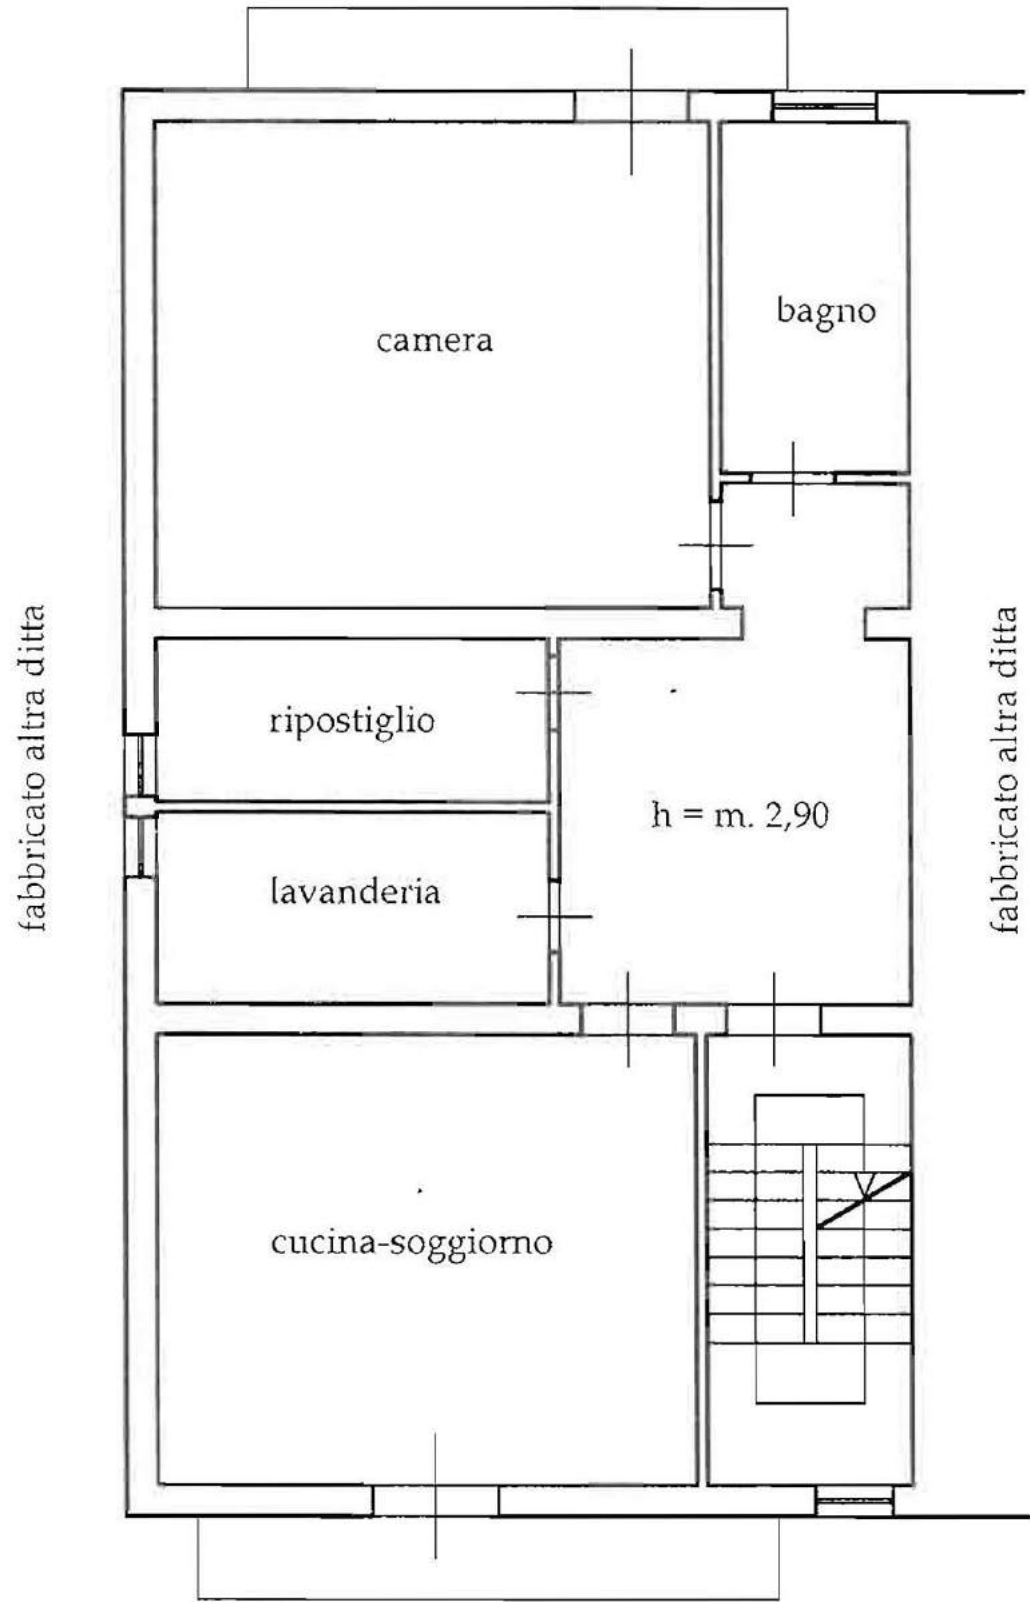 bagno
camera
fabbricato altra ditta
fabbricato altra ditta
ripostiglio
h = m. 2,90
lavanderia
cucina-soggiorno